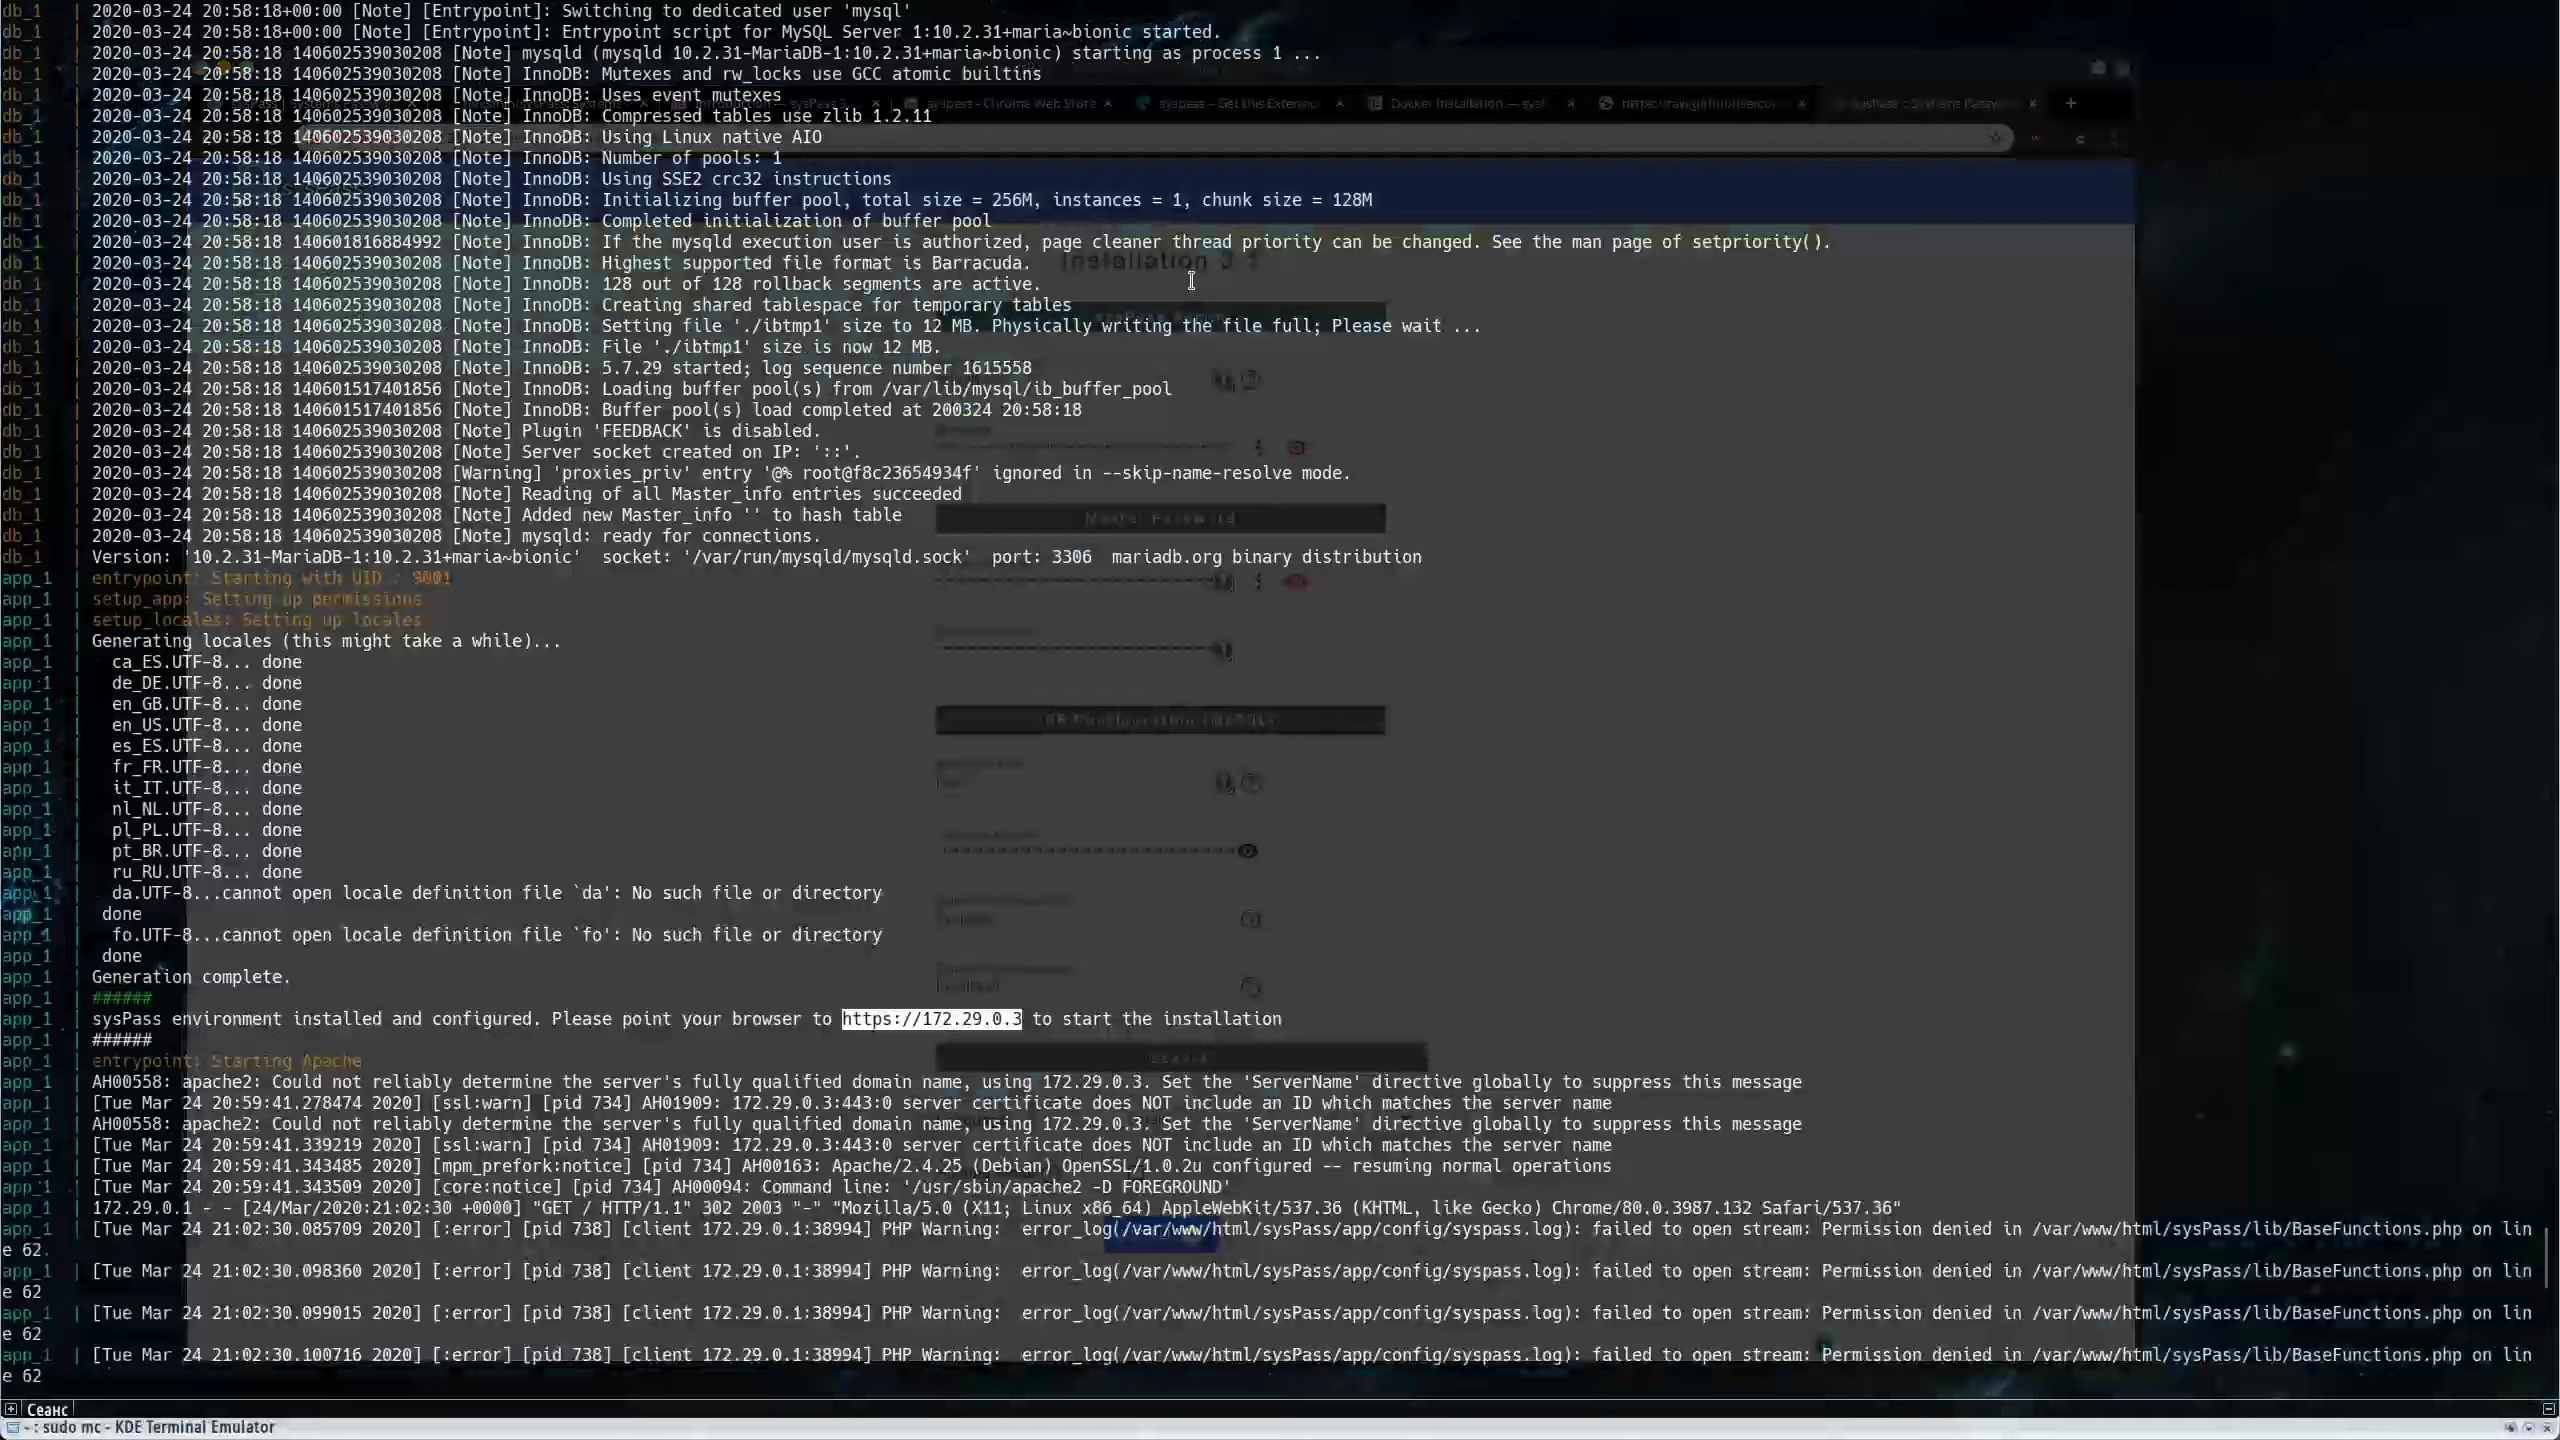 db_1 | 2020-03-24 20:58:18+00:00 [Note] [Entrypoint]: Switching to dedicated user 'mysql'
db_1 | 2020-03-24 20:58:18+00:00 [Note] [Entrypoint]: Entrypoint script for MySQL Server 1:10.2.31+maria~bionic started.
db_1 | 2020-03-24 20:58:18 140602539030208 [Note] mysqld (mysqld 10.2.31-MariaDB-1:10.2.31+maria~bionic) starting as process 1 ...
db_1 | 2020-03-24 20:58:18 140602539030208 [Note] InnoDB: Mutexes and rw_locks use GCC atomic builtins
db_1 | 2020-03-24 20:58:18 140602539030208 [Note] InnoDB: Uses event mutexes
db_1 | 2020-03-24 20:58:18 140602539030208 [Note] InnoDB: Compressed tables use zlib 1.2.11
db_1 | 2020-03-24 20:58:18 140602539030208 [Note] InnoDB: Using Linux native AIO
db_1 | 2020-03-24 20:58:18 140602539030208 [Note] InnoDB: Number of pools: 1
db_1 | 2020-03-24 20:58:18 140602539030208 [Note] InnoDB: Using SSE2 crc32 instructions
db_1 | 2020-03-24 20:58:18 140602539030208 [Note] InnoDB: Initializing buffer pool, total size = 256M, instances = 1, chunk size = 128M
db_1 | 2020-03-24 20:58:18 140602539030208 [Note] InnoDB: Completed initialization of buffer pool
db_1 | 2020-03-24 20:58:18 140601816884992 [Note] InnoDB: If the mysqld execution user is authorized, page cleaner thread priority can be changed. See the man page of setpriority().
db_1 | 2020-03-24 20:58:18 140602539030208 [Note] InnoDB: Highest supported file format is Barracuda.
db_1 | 2020-03-24 20:58:18 140602539030208 [Note] InnoDB: 128 out of 128 rollback segments are active.
db_1 | 2020-03-24 20:58:18 140602539030208 [Note] InnoDB: Creating shared tablespace for temporary tables
db_1 | 2020-03-24 20:58:18 140602539030208 [Note] InnoDB: Setting file './ibtmp1' size to 12 MB. Physically writing the file full; Please wait ...
db_1 | 2020-03-24 20:58:18 140602539030208 [Note] InnoDB: File './ibtmp1' size is now 12 MB.
db_1 | 2020-03-24 20:58:18 140602539030208 [Note] InnoDB: 5.7.29 started; log sequence number 1615558
db_1 | 2020-03-24 20:58:18 140601517401856 [Note] InnoDB: Loading buffer pool(s) from /var/lib/mysql/ib_buffer_pool
db_1 | 2020-03-24 20:58:18 140601517401856 [Note] InnoDB: Buffer pool(s) load completed at 200324 20:58:18
db_1 | 2020-03-24 20:58:18 140602539030208 [Note] Plugin 'FEEDBACK' is disabled.
db_1 | 2020-03-24 20:58:18 140602539030208 [Note] Server socket created on IP: '::'.
db_1 | 2020-03-24 20:58:18 140602539030208 [Warning] 'proxies_priv' entry '@% root@f8c23654934f' ignored in --skip-name-resolve mode.
db_1 | 2020-03-24 20:58:18 140602539030208 [Note] Reading of all Master_info entries succeeded
db_1 | 2020-03-24 20:58:18 140602539030208 [Note] Added new Master_info '' to hash table
db_1 | 2020-03-24 20:58:18 140602539030208 [Note] mysqld: ready for connections.
db_1 | Version: '10.2.31-MariaDB-1:10.2.31+maria~bionic'  socket: '/var/run/mysqld/mysqld.sock'  port: 3306  mariadb.org binary distribution
app_1 | entrypoint: Starting with UID : 9001
app_1 | setup_app: Setting up permissions
app_1 | setup_locales: Setting up locales
app_1 | Generating locales (this might take a while)...
app_1 |   ca_ES.UTF-8... done
app_1 |   de_DE.UTF-8... done
app_1 |   en_GB.UTF-8... done
app_1 |   en_US.UTF-8... done
app_1 |   es_ES.UTF-8... done
app_1 |   fr_FR.UTF-8... done
app_1 |   it_IT.UTF-8... done
app_1 |   nl_NL.UTF-8... done
app_1 |   pl_PL.UTF-8... done
app_1 |   pt_BR.UTF-8... done
app_1 |   ru_RU.UTF-8... done
app_1 |   da.UTF-8...cannot open locale definition file `da': No such file or directory
app_1 |  done
app_1 |   fo.UTF-8...cannot open locale definition file `fo': No such file or directory
app_1 |  done
app_1 | Generation complete.
app_1 | ######
app_1 | sysPass environment installed and configured. Please point your browser to https://172.29.0.3 to start the installation
app_1 | ######
app_1 | entrypoint: Starting Apache
app_1 | AH00558: apache2: Could not reliably determine the server's fully qualified domain name, using 172.29.0.3. Set the 'ServerName' directive globally to suppress this message
app_1 | [Tue Mar 24 20:59:41.278474 2020] [ssl:warn] [pid 734] AH01909: 172.29.0.3:443:0 server certificate does NOT include an ID which matches the server name
app_1 | AH00558: apache2: Could not reliably determine the server's fully qualified domain name, using 172.29.0.3. Set the 'ServerName' directive globally to suppress this message
app_1 | [Tue Mar 24 20:59:41.339219 2020] [ssl:warn] [pid 734] AH01909: 172.29.0.3:443:0 server certificate does NOT include an ID which matches the server name
app_1 | [Tue Mar 24 20:59:41.343485 2020] [mpm_prefork:notice] [pid 734] AH00163: Apache/2.4.25 (Debian) OpenSSL/1.0.2u configured -- resuming normal operations
app_1 | [Tue Mar 24 20:59:41.343509 2020] [core:notice] [pid 734] AH00094: Command line: '/usr/sbin/apache2 -D FOREGROUND'
app_1 | 172.29.0.1 - - [24/Mar/2020:21:02:30 +0000] "GET / HTTP/1.1" 302 2003 "-" "Mozilla/5.0 (X11; Linux x86_64) AppleWebKit/537.36 (KHTML, like Gecko) Chrome/80.0.3987.132 Safari/537.36"
app_1 | [Tue Mar 24 21:02:30.085709 2020] [:error] [pid 738] [client 172.29.0.1:38994] PHP Warning:  error_log(/var/www/html/sysPass/app/config/syspass.log): failed to open stream: Permission denied in /var/www/html/sysPass/lib/BaseFunctions.php on lin
e 62
app_1 | [Tue Mar 24 21:02:30.098360 2020] [:error] [pid 738] [client 172.29.0.1:38994] PHP Warning:  error_log(/var/www/html/sysPass/app/config/syspass.log): failed to open stream: Permission denied in /var/www/html/sysPass/lib/BaseFunctions.php on lin
e 62
app_1 | [Tue Mar 24 21:02:30.099015 2020] [:error] [pid 738] [client 172.29.0.1:38994] PHP Warning:  error_log(/var/www/html/sysPass/app/config/syspass.log): failed to open stream: Permission denied in /var/www/html/sysPass/lib/BaseFunctions.php on lin
e 62
app_1 | [Tue Mar 24 21:02:30.100716 2020] [:error] [pid 738] [client 172.29.0.1:38994] PHP Warning:  error_log(/var/www/html/sysPass/app/config/syspass.log): failed to open stream: Permission denied in /var/www/html/sysPass/lib/BaseFunctions.php on lin
e 62
Сеанс
~ : sudo mc - KDE Terminal Emulator